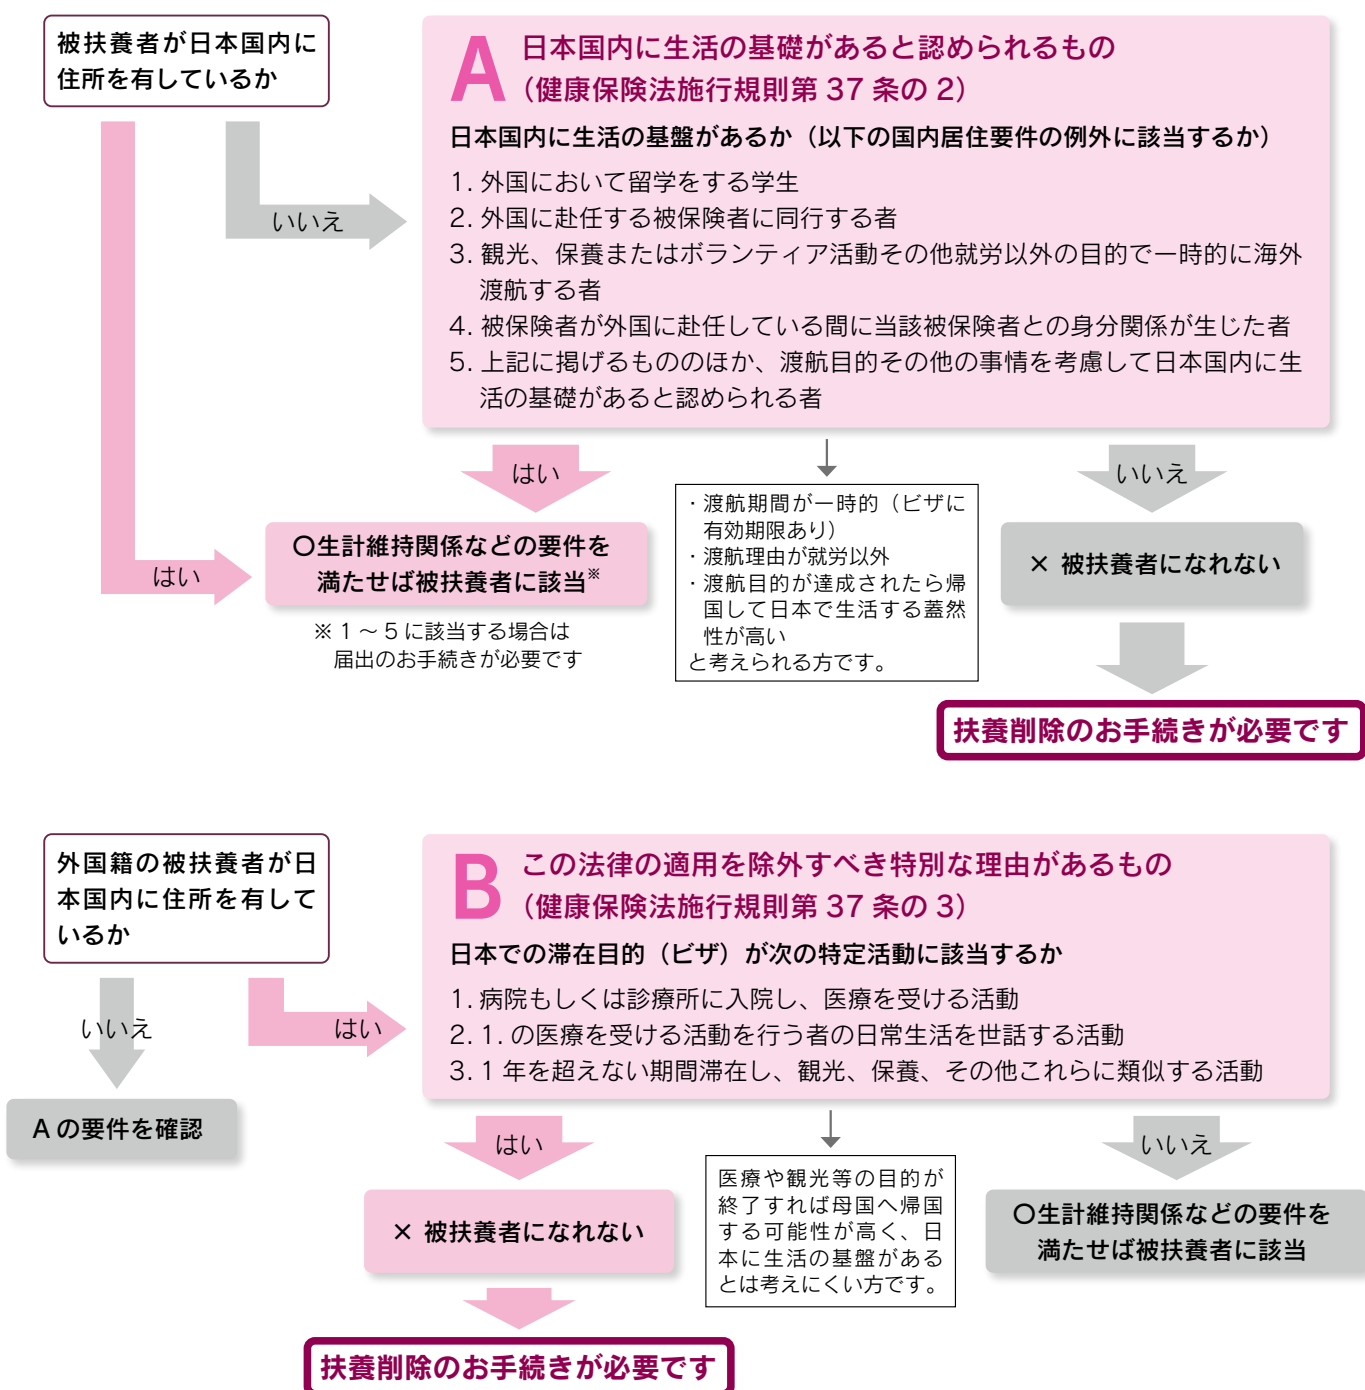 被扶養者が日本国内に
住所を有しているか
A 日本国内に生活の基礎があると認められるもの
（健康保険法施行規則第 37 条の 2）
日本国内に生活の基盤があるか（以下の国内居住要件の例外に該当するか）
1. 外国において留学をする学生
2. 外国に赴任する被保険者に同行する者
3. 観光、保養またはボランティア活動その他就労以外の目的で一時的に海外
渡航する者
4. 被保険者が外国に赴任している間に当該被保険者との身分関係が生じた者
5. 上記に掲げるもののほか、渡航目的その他の事情を考慮して日本国内に生
活の基礎があると認められる者
いいえ
はい
はい
いいえ
〇生計維持関係などの要件を
満たせば被扶養者に該当※
※ 1 ～ 5 に該当する場合は
届出のお手続きが必要です
・渡航期間が一時的（ビザに
有効期限あり）
・渡航理由が就労以外
・渡航目的が達成されたら帰
国して日本で生活する蓋然
性が高い
と考えられる方です。
× 被扶養者になれない
扶養削除のお手続きが必要です
外国籍の被扶養者が日
本国内に住所を有して
いるか
B この法律の適用を除外すべき特別な理由があるもの
（健康保険法施行規則第 37 条の 3）
日本での滞在目的（ビザ）が次の特定活動に該当するか
1. 病院もしくは診療所に入院し、医療を受ける活動
2. 1. の医療を受ける活動を行う者の日常生活を世話する活動
3. 1 年を超えない期間滞在し、観光、保養、その他これらに類似する活動
いいえ
はい
A の要件を確認
はい
いいえ
× 被扶養者になれない
医療や観光等の目的が
終了すれば母国へ帰国
する可能性が高く、日
本に生活の基盤がある
とは考えにくい方です。
〇生計維持関係などの要件を
満たせば被扶養者に該当
扶養削除のお手続きが必要です